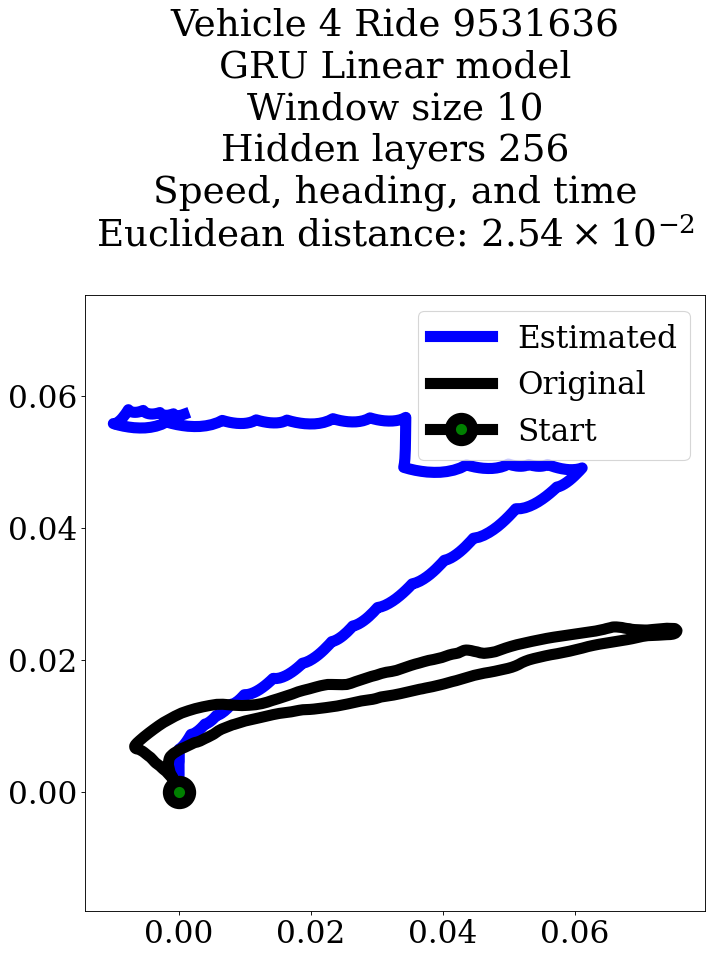 Vehicle 4 Ride 9531636
GRU Linear model
Window size 10
Hidden layers 256
Speed, heading, and time
Euclidean distance: 2.54 × 10⁻²
Estimated
Original
Start
0.06
0.04
0.02
0.00
0.00 0.02 0.04 0.06